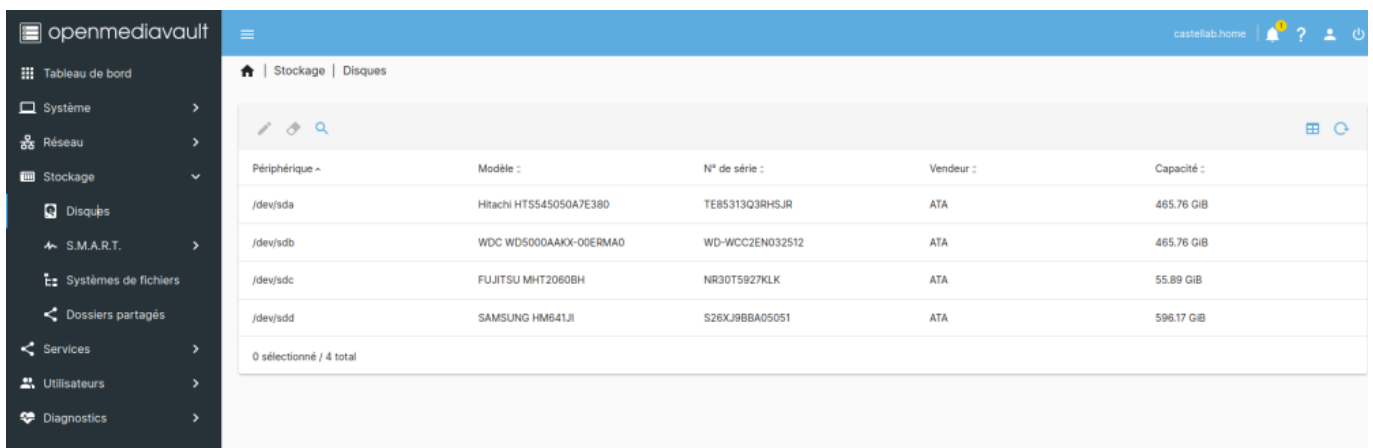 openmediavault
castellab.home | 1 ?
Tableau de bord
Stockage | Disques
Système
Réseau
Stockage
Disques
S.M.A.R.T.
Systèmes de fichiers
Dossiers partagés
Services
Utilisateurs
Diagnostics
Périphérique Modèle N° de série Vendeur Capacité
/dev/sda Hitachi HTS545050A7E380 TE85313Q3RHSJR ATA 465.76 GiB
/dev/sdb WDC WD5000AAKX-00ERMA0 WD-WCC2EN032512 ATA 465.76 GiB
/dev/sdc FUJITSU MHT2060BH NR30T5927KLK ATA 55.89 GiB
/dev/sdd SAMSUNG HM641JI S26XJ9BBA05051 ATA 596.17 GiB
0 sélectionné / 4 total